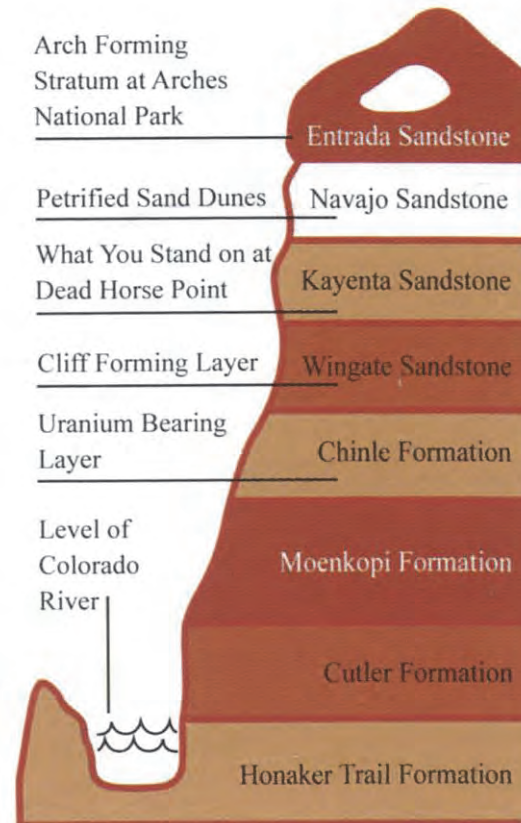 Arch Forming
Stratum at Arches
National Park
Entrada Sandstone
Petrified Sand Dunes
Navajo Sandstone
What You Stand on at
Dead Horse Point
Kayenta Sandstone
Cliff Forming Layer
Wingate Sandstone
Uranium Bearing
Layer
Chinle Formation
Level of
Colorado
River
Moenkopi Formation
Cutler Formation
Honaker Trail Formation